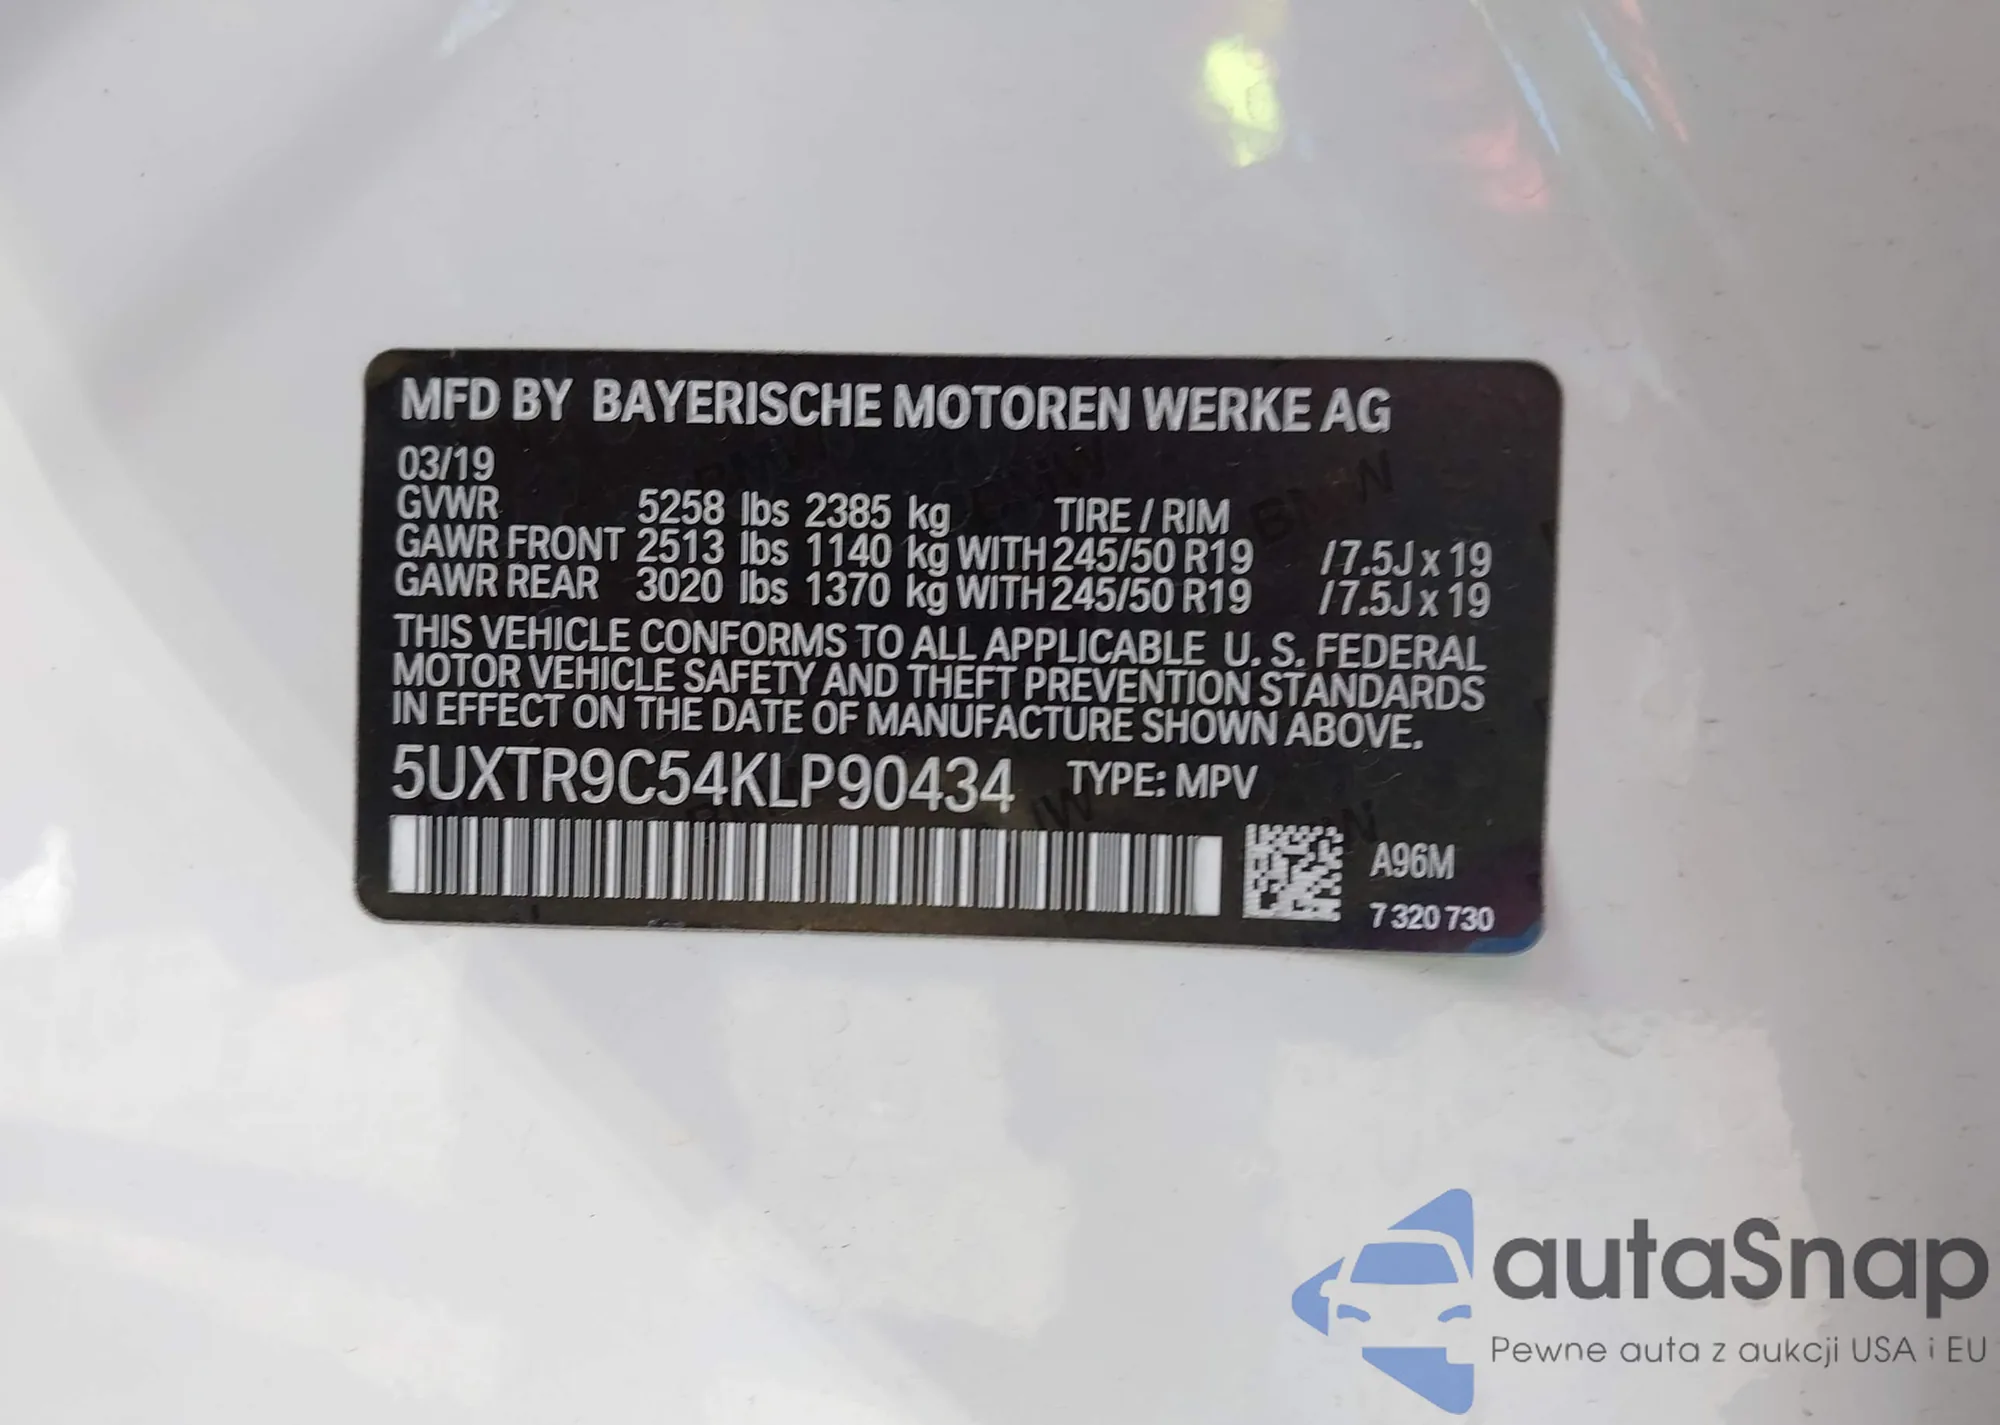 MFD BY BAYERISCHE MOTOREN WERKE AG
03/19
GVWR 5258 lbs 2385 kg TIRE / RIM
GAWR FRONT 2513 lbs 1140 kg WITH 245/50 R19 /7.5J x 19
GAWR REAR 3020 lbs 1370 kg WITH 245/50 R19 /7.5J x 19
THIS VEHICLE CONFORMS TO ALL APPLICABLE U. S. FEDERAL
MOTOR VEHICLE SAFETY AND THEFT PREVENTION STANDARDS
IN EFFECT ON THE DATE OF MANUFACTURE SHOWN ABOVE.
5UXTR9C54KLP90434 TYPE: MPV
A96M
7 320 730
autaSnap
Pewne auta z aukcji USA i EU